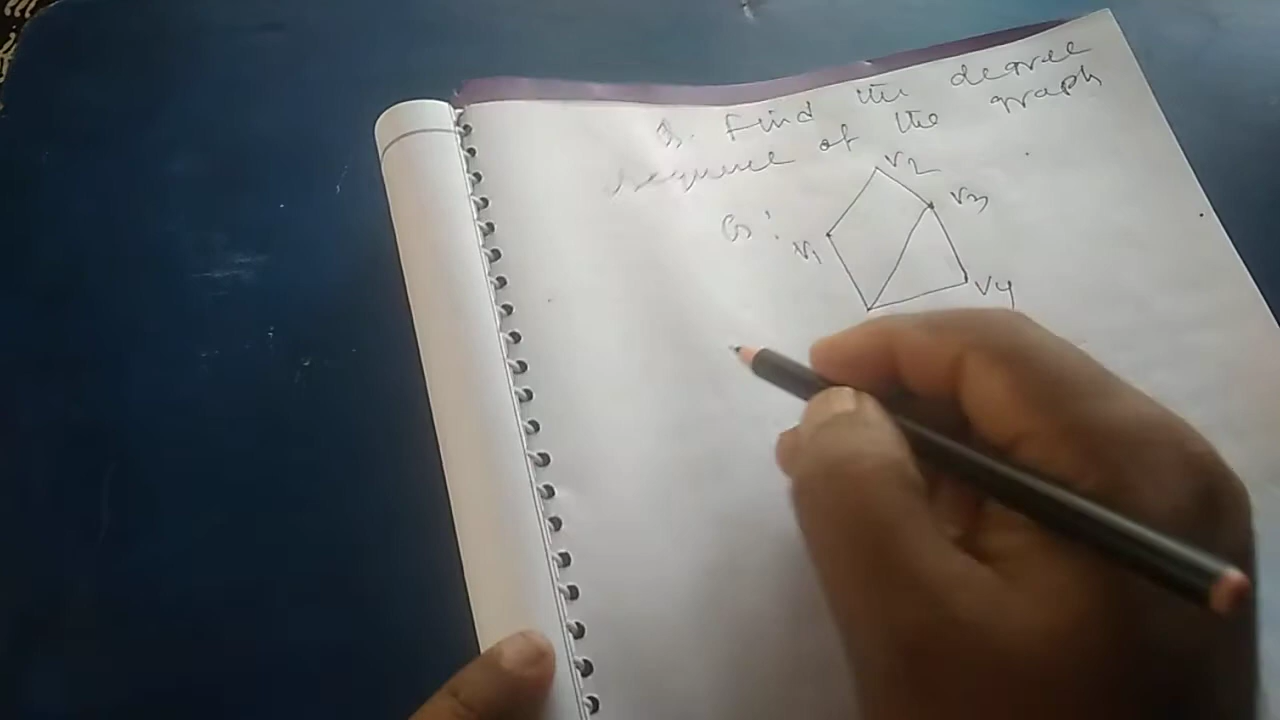 Q. Find the degree
sequence of the graph
G:
V2
V3
V1
V4